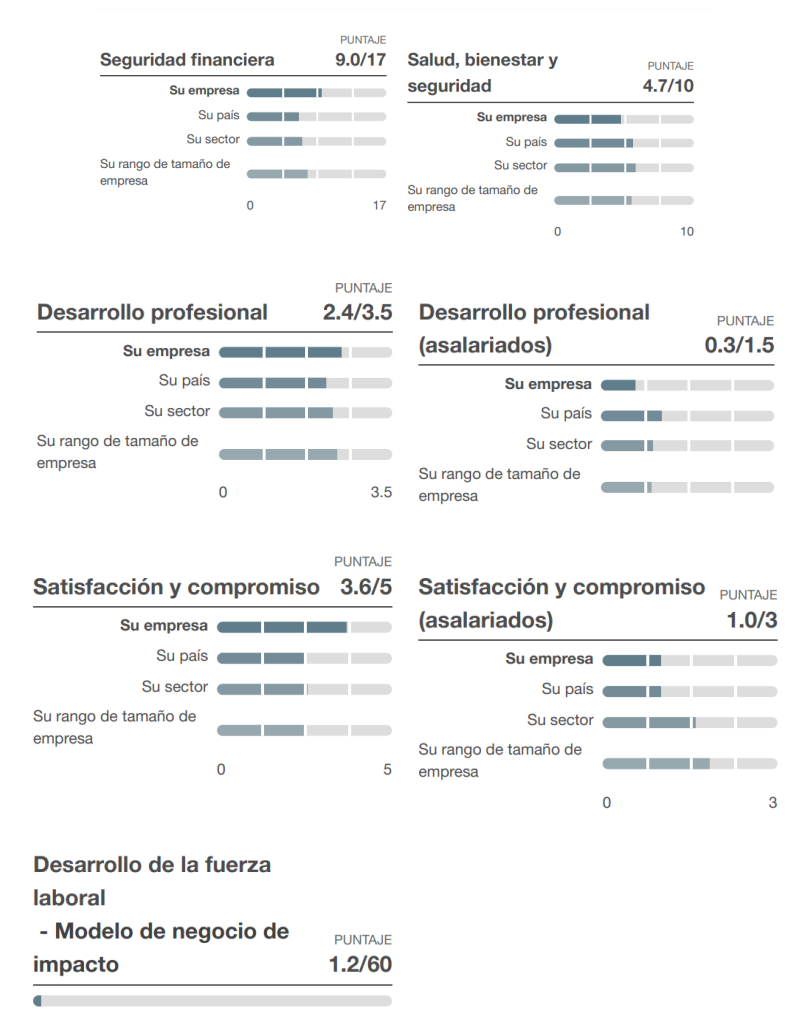 PUNTAJE
Seguridad financiera 9.0/17
Su empresa
Su país
Su sector
Su rango de tamaño de
empresa
0 17
Salud, bienestar y
seguridad
PUNTAJE
4.7/10
Su empresa
Su país
Su sector
Su rango de tamaño de
empresa
0 10
PUNTAJE
Desarrollo profesional 2.4/3.5
Su empresa
Su país
Su sector
Su rango de tamaño de
empresa
0 3.5
Desarrollo profesional
(asalariados)
PUNTAJE
0.3/1.5
Su empresa
Su país
Su sector
Su rango de tamaño de
empresa
PUNTAJE
Satisfacción y compromiso 3.6/5
Su empresa
Su país
Su sector
Su rango de tamaño de
empresa
0 5
Satisfacción y compromiso
(asalariados)
PUNTAJE
1.0/3
Su empresa
Su país
Su sector
Su rango de tamaño de
empresa
0 3
Desarrollo de la fuerza
laboral
- Modelo de negocio de
impacto
PUNTAJE
1.2/60